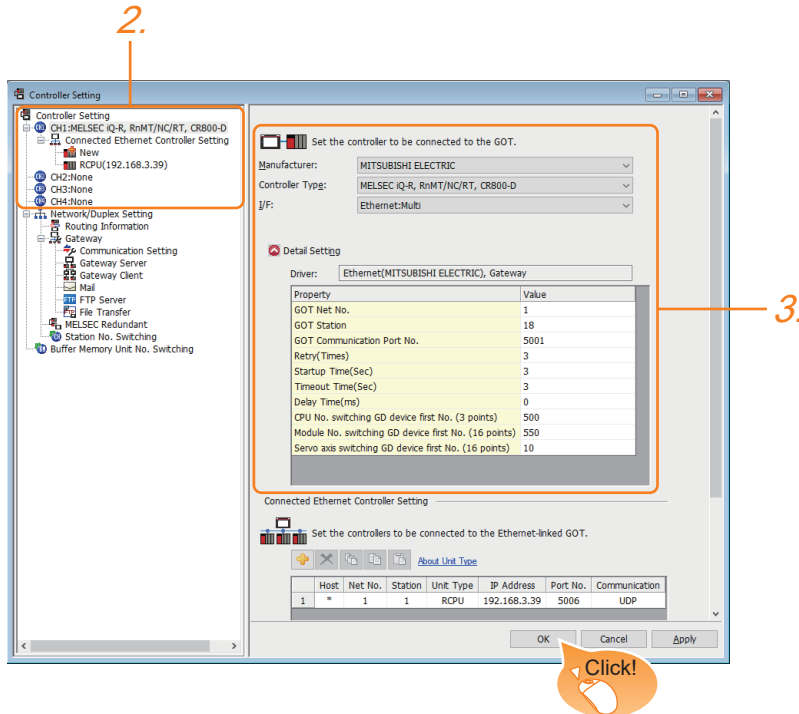 2.
Controller Setting
Controller Setting
CH1:MELSEC iQ-R, RnMT/NC/RT, CR800-D
Connected Ethernet Controller Setting
New
RCPU(192.168.3.39)
CH2:None
CH3:None
CH4:None
Network/Duplex Setting
Routing Information
Gateway
Communication Setting
Gateway Server
Gateway Client
Mail
FTP FTP Server
File Transfer
MELSEC Redundant
Station No. Switching
Buffer Memory Unit No. Switching
Set the controller to be connected to the GOT.
Manufacturer: MITSUBISHI ELECTRIC
Controller Type: MELSEC iQ-R, RnMT/NC/RT, CR800-D
I/F: Ethernet:Multi
Detail Setting
Driver: Ethernet(MITSUBISHI ELECTRIC), Gateway
Property Value
GOT Net No. 1
GOT Station 18
GOT Communication Port No. 5001
Retry(Times) 3
Startup Time(Sec) 3
Timeout Time(Sec) 3
Delay Time(ms) 0
CPU No. switching GD device first No. (3 points) 500
Module No. switching GD device first No. (16 points) 550
Servo axis switching GD device first No. (16 points) 10
3.
Connected Ethernet Controller Setting
Set the controllers to be connected to the Ethernet-linked GOT.
About Unit Type
Host Net No. Station Unit Type IP Address Port No. Communication
1 * 1 1 RCPU 192.168.3.39 5006 UDP
OK Cancel Apply
Click!